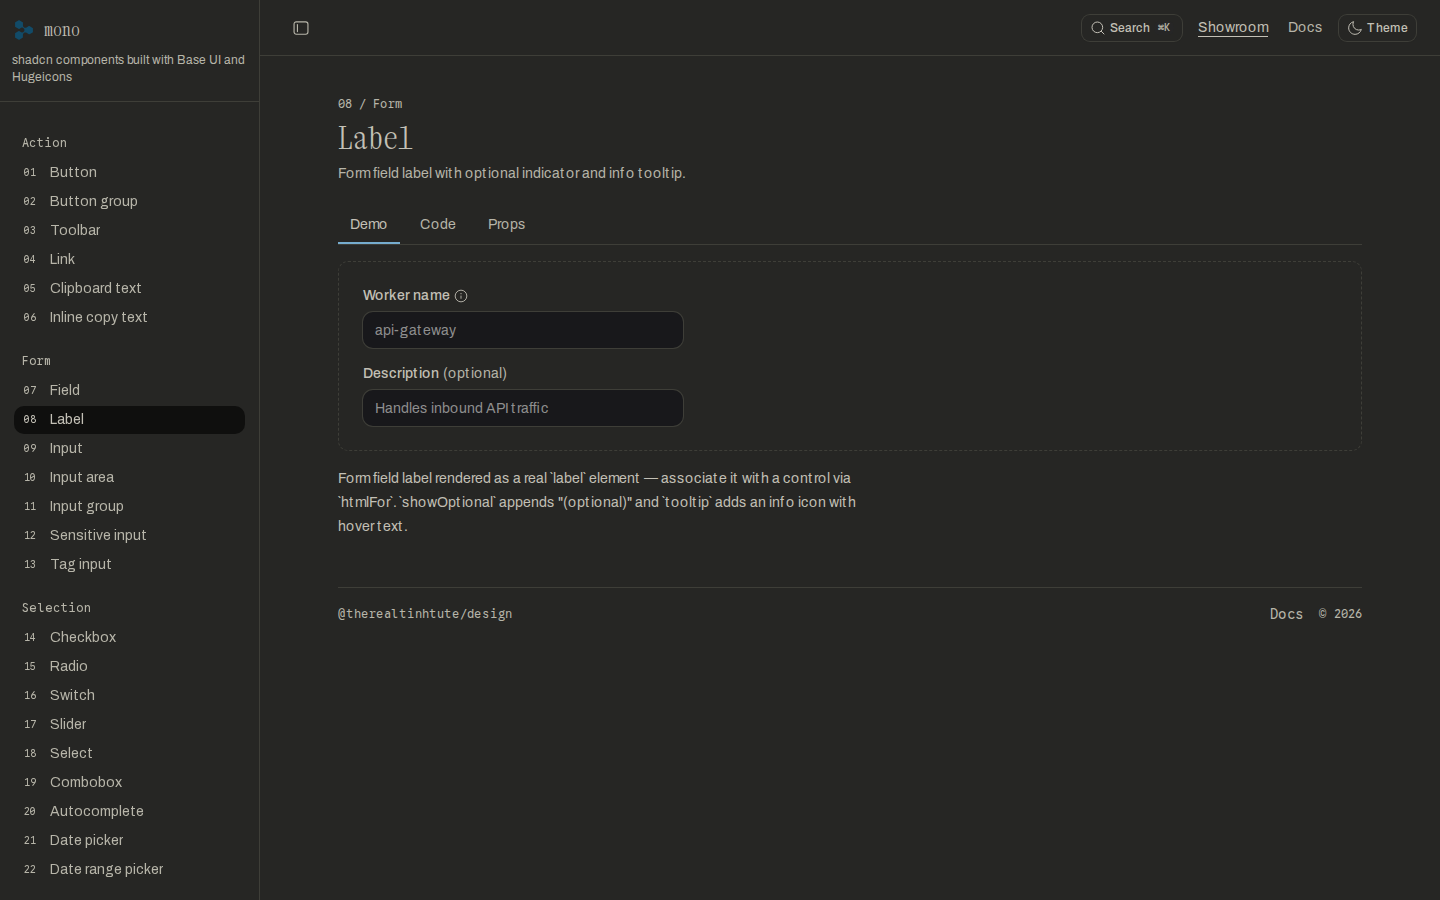 mono
shadcn components built with Base UI and
Hugeicons
Action
01 Button
02 Button group
03 Toolbar
04 Link
05 Clipboard text
06 Inline copy text
Form
07 Field
08 Label
09 Input
10 Input area
11 Input group
12 Sensitive input
13 Tag input
Selection
14 Checkbox
15 Radio
16 Switch
17 Slider
18 Select
19 Combobox
20 Autocomplete
21 Date picker
22 Date range picker
Search ⌘K Showroom Docs Theme
08 / Form
Label
Form field label with optional indicator and info tooltip.
Demo Code Props
Worker name
api-gateway
Description (optional)
Handles inbound API traffic
Form field label rendered as a real `label` element — associate it with a control via
`htmlFor`. `showOptional` appends "(optional)" and `tooltip` adds an info icon with
hover text.
@therealtinhtute/design Docs © 2026